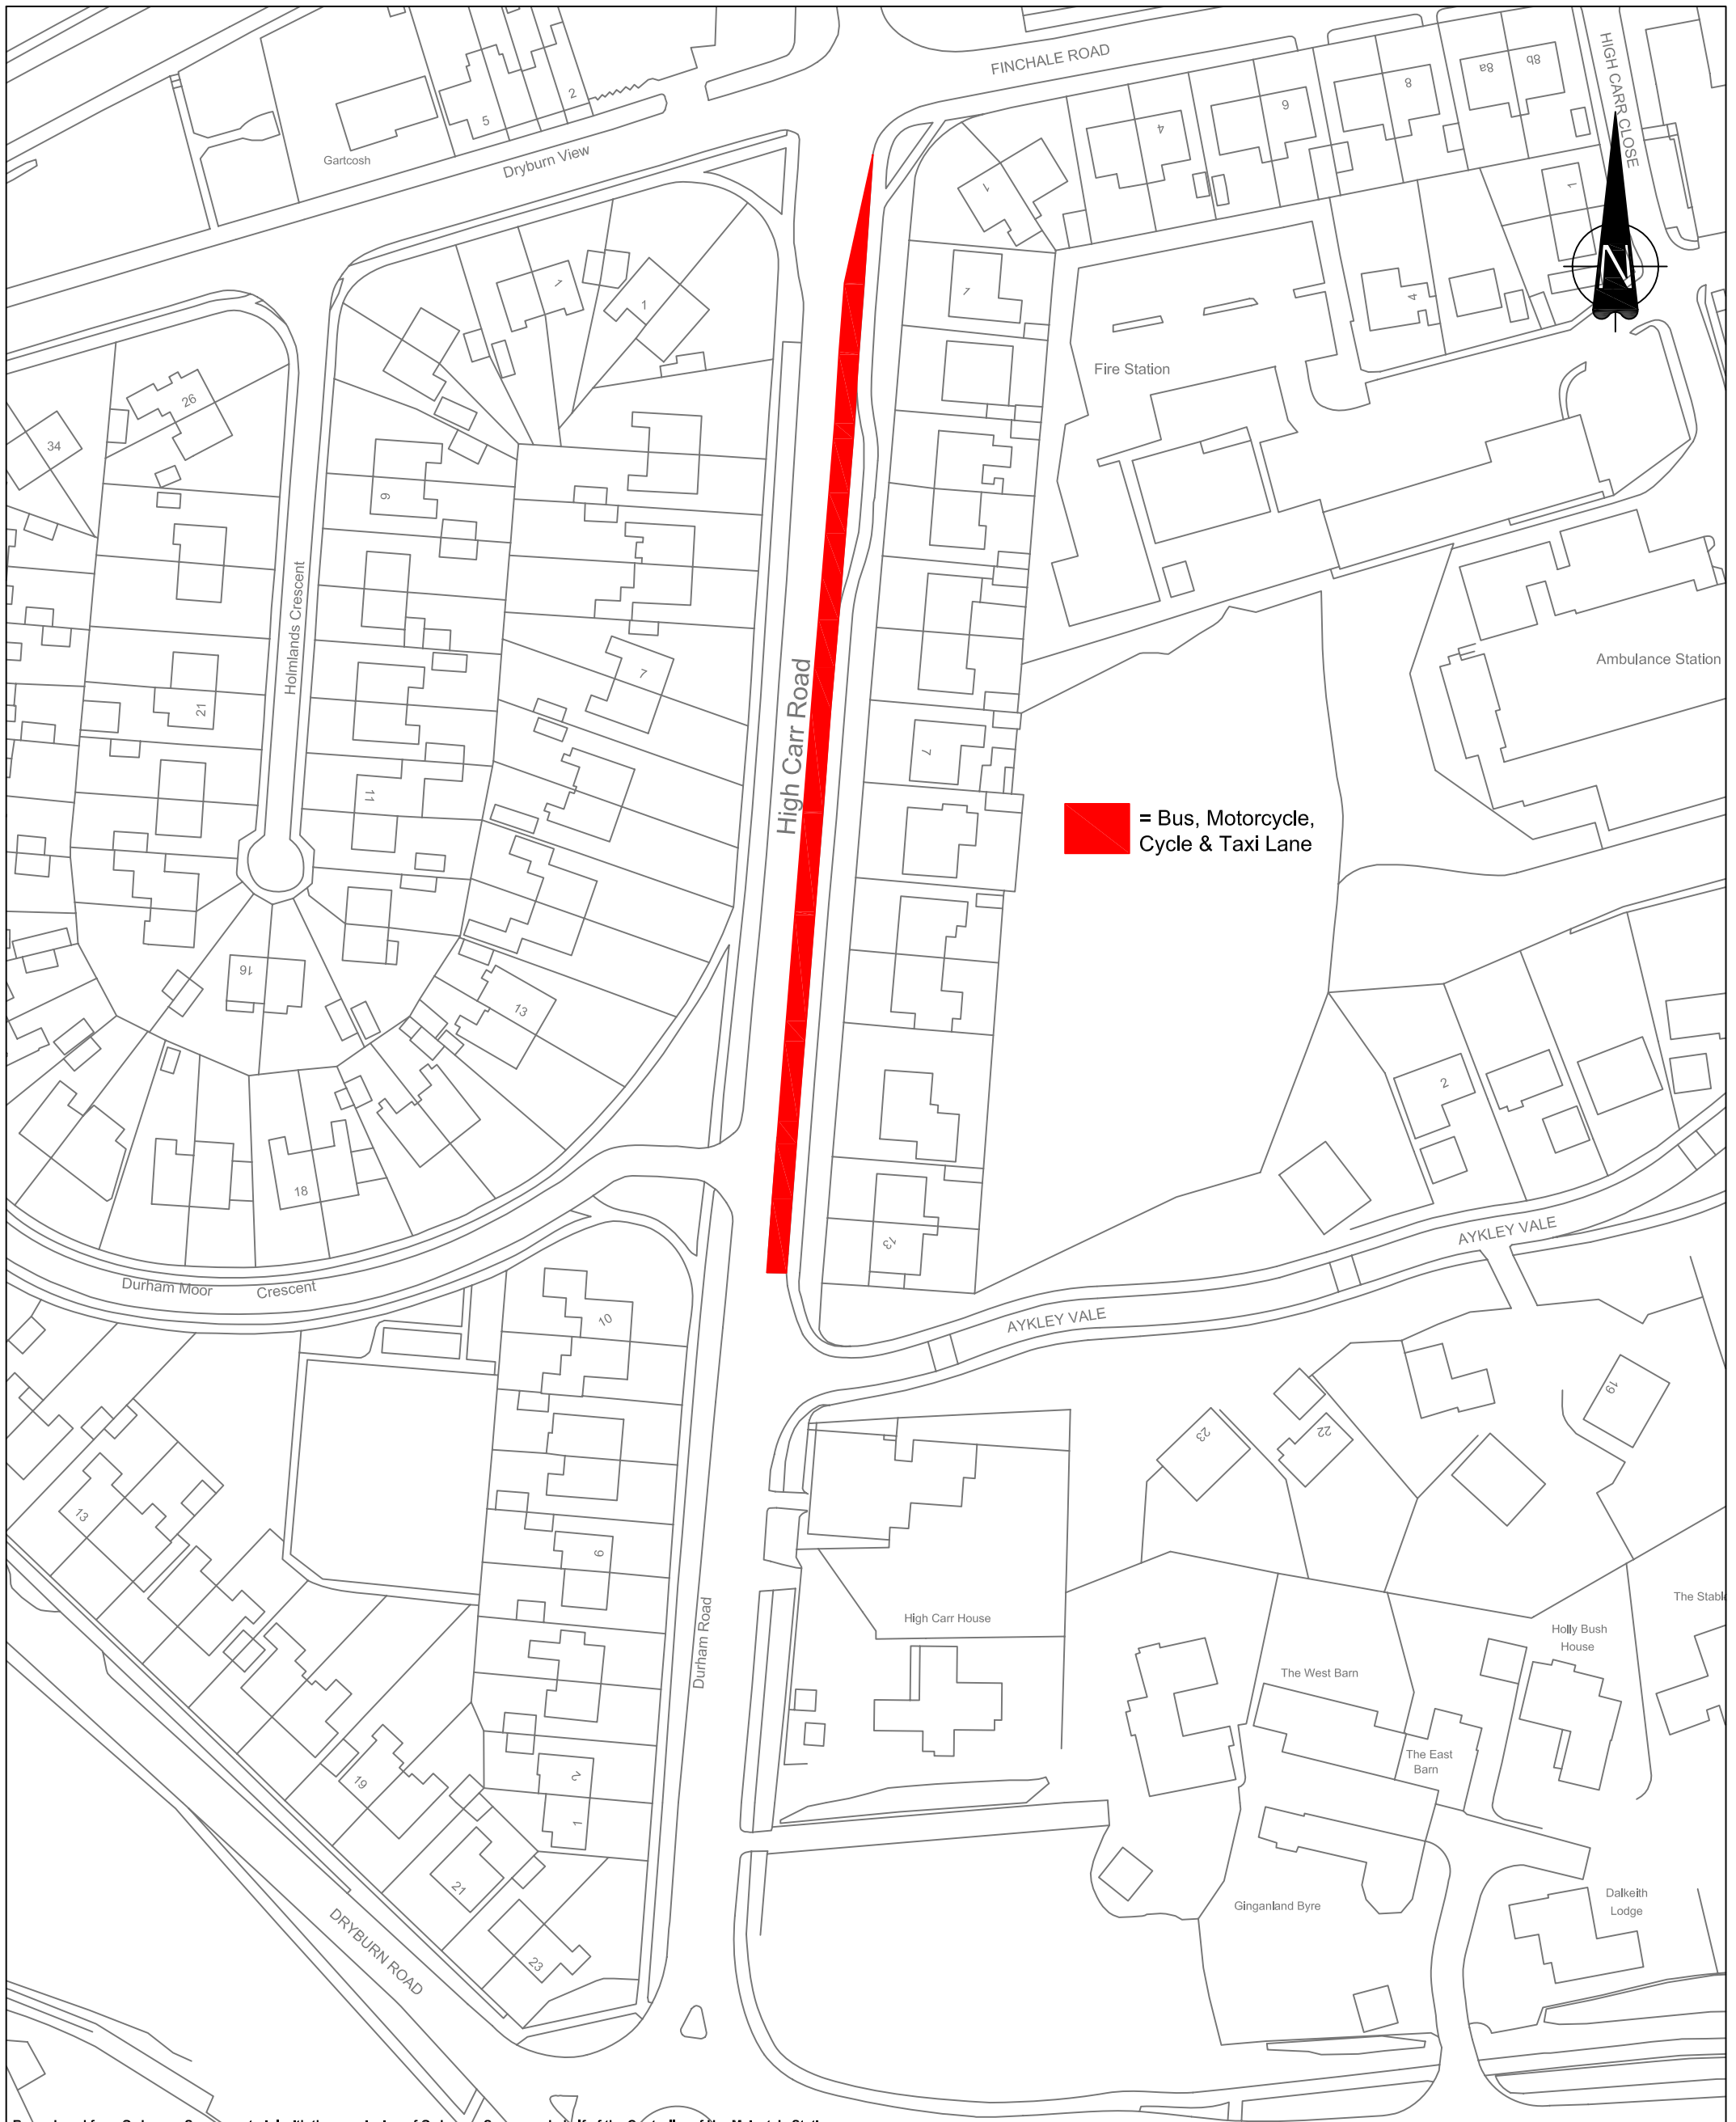 FINCHALE ROAD
HIGH CARR CLOSE
8a
8b
8
6
4
2
5
1
Gartcosh
Dryburn View
1
1
1
1
4
N
Fire Station
26
34
9
Holmlands Crescent
Ambulance Station
7
21
High Carr Road
7
11
= Bus, Motorcycle,
Cycle & Taxi Lane
16
13
2
18
13
AYKLEY VALE
Durham Moor
Crescent
10
AYKLEY VALE
19
23
22
13
9
The Stabl
High Carr House
Holly Bush
House
Durham Road
The West Barn
The East
Barn
19
2
1
21
Dalkeith
Lodge
Ginganland Byre
DRYBURN ROAD
23